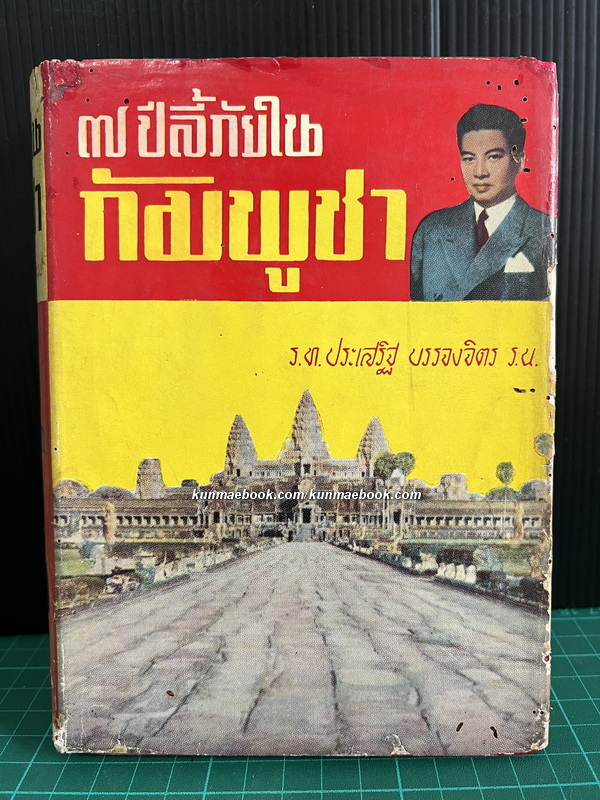 ๗ ปีลี้ภัยใน
กัมพูชา
ร.ท. ประเสริฐ บรรจงจิตร ร.น.
kunmaebook.com/kunmaebook.com